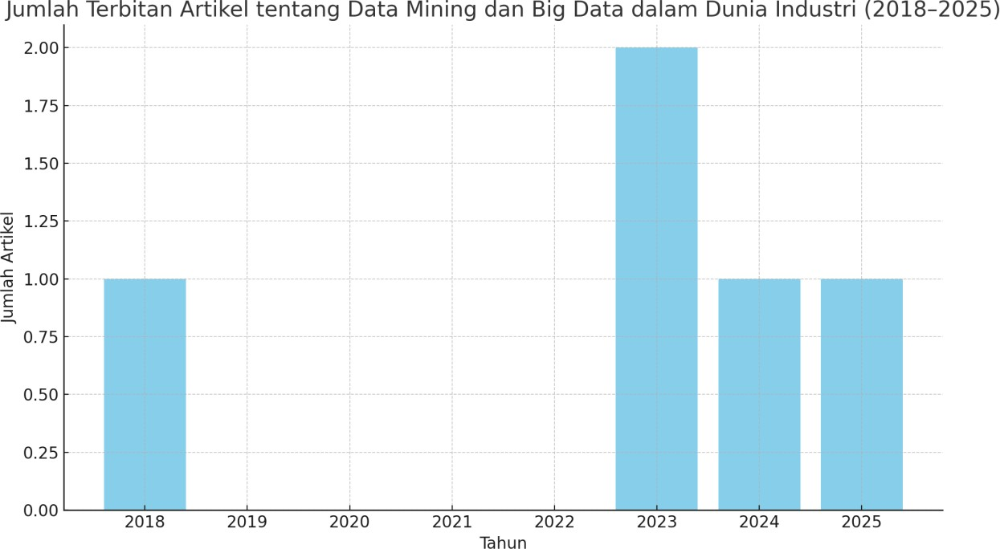 Jumlah Terbitan Artikel tentang Data Mining dan Big Data dalam Dunia Industri (2018–2025)
Jumlah Artikel
2.00
1.75
1.50
1.25
1.00
0.75
0.50
0.25
0.00
2018 2019 2020 2021 2022 2023 2024 2025
Tahun